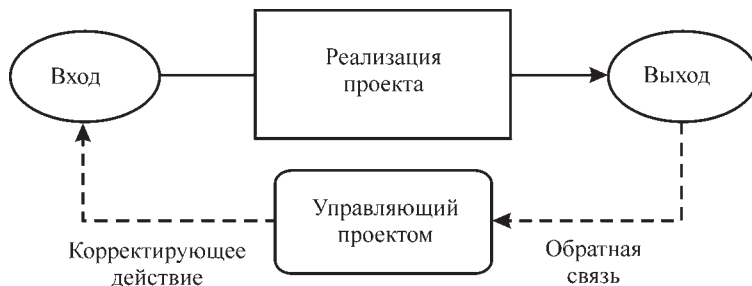 Вход
Реализация
проекта
Выход
Управляющий
проектом
Корректирующее
действие
Обратная
связь